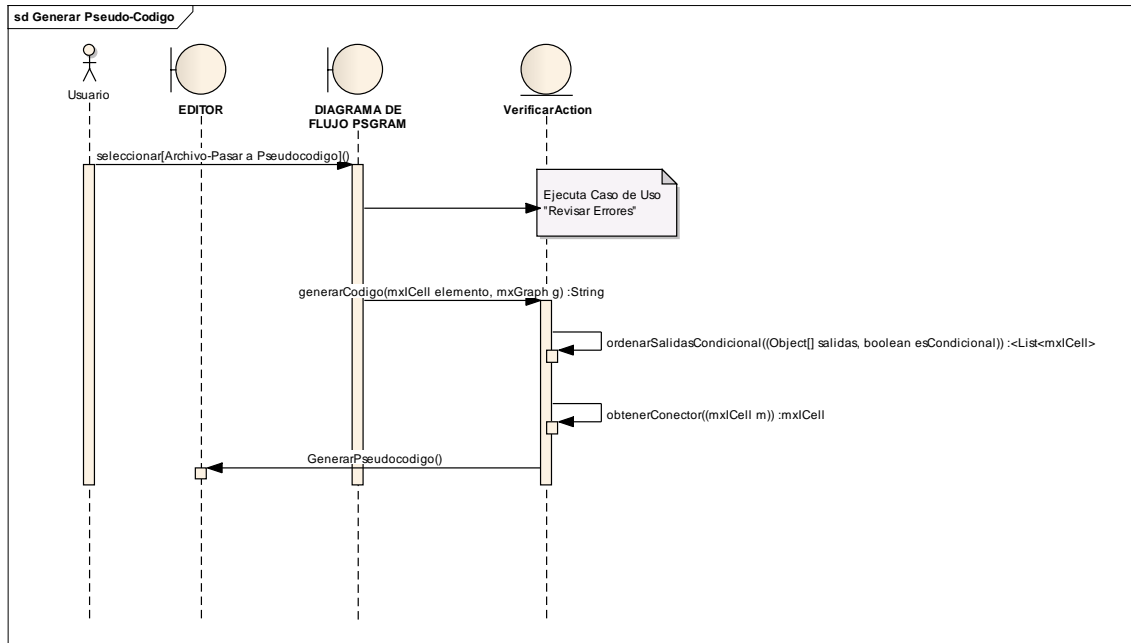 sd Generar Pseudo-Codigo
Usuario
EDITOR
DIAGRAMA DE
FLUJO PSGRAM
VerificarAction
seleccionar[Archivo-Pasar a Pseudocodigo]()
Ejecuta Caso de Uso
"Revisar Errores"
generarCodigo(mxICell elemento, mxGraph g) :String
ordenarSalidasCondicional((Object[] salidas, boolean esCondicional)) :<List<mxICell>
obtenerConector((mxICell m)) :mxICell
GenerarPseudocodigo()